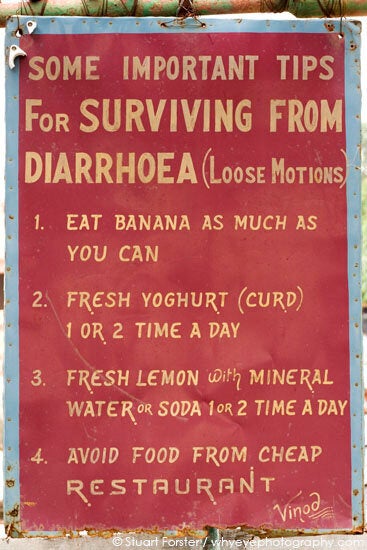 SOME IMPORTANT TIPS
FOR SURVIVING FROM
DIARRHOEA (LOOSE MOTIONS)
1. EAT BANANA AS MUCH AS
YOU CAN
2. FRESH YOGHURT (CURD)
1 OR 2 TIME A DAY
3. FRESH LEMON with MINERAL
WATER OR SODA 1 OR 2 TIME A DAY
4. AVOID FOOD FROM CHEAP
RESTAURANT
Vinod
© Stuart Forster / whyeyephotography.com